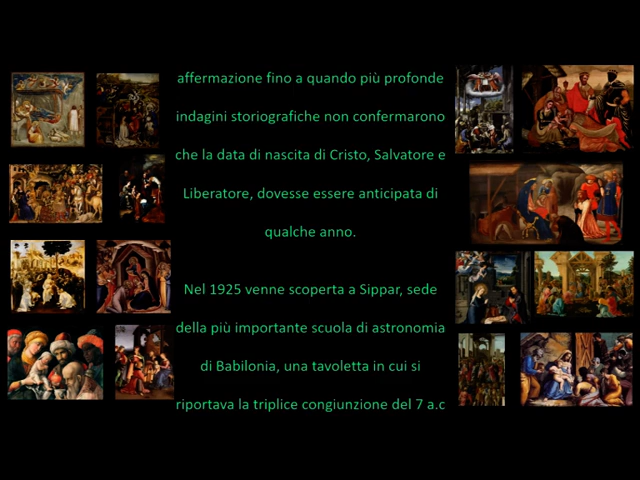 affermazione fino a quando più profonde
indagini storiografiche non confermarono
che la data di nascita di Cristo, Salvatore e
Liberatore, dovesse essere anticipata di
qualche anno.
Nel 1925 venne scoperta a Sippar, sede
della più importante scuola di astronomia
di Babilonia, una tavoletta in cui si
riportava la triplice congiunzione del 7 a.c